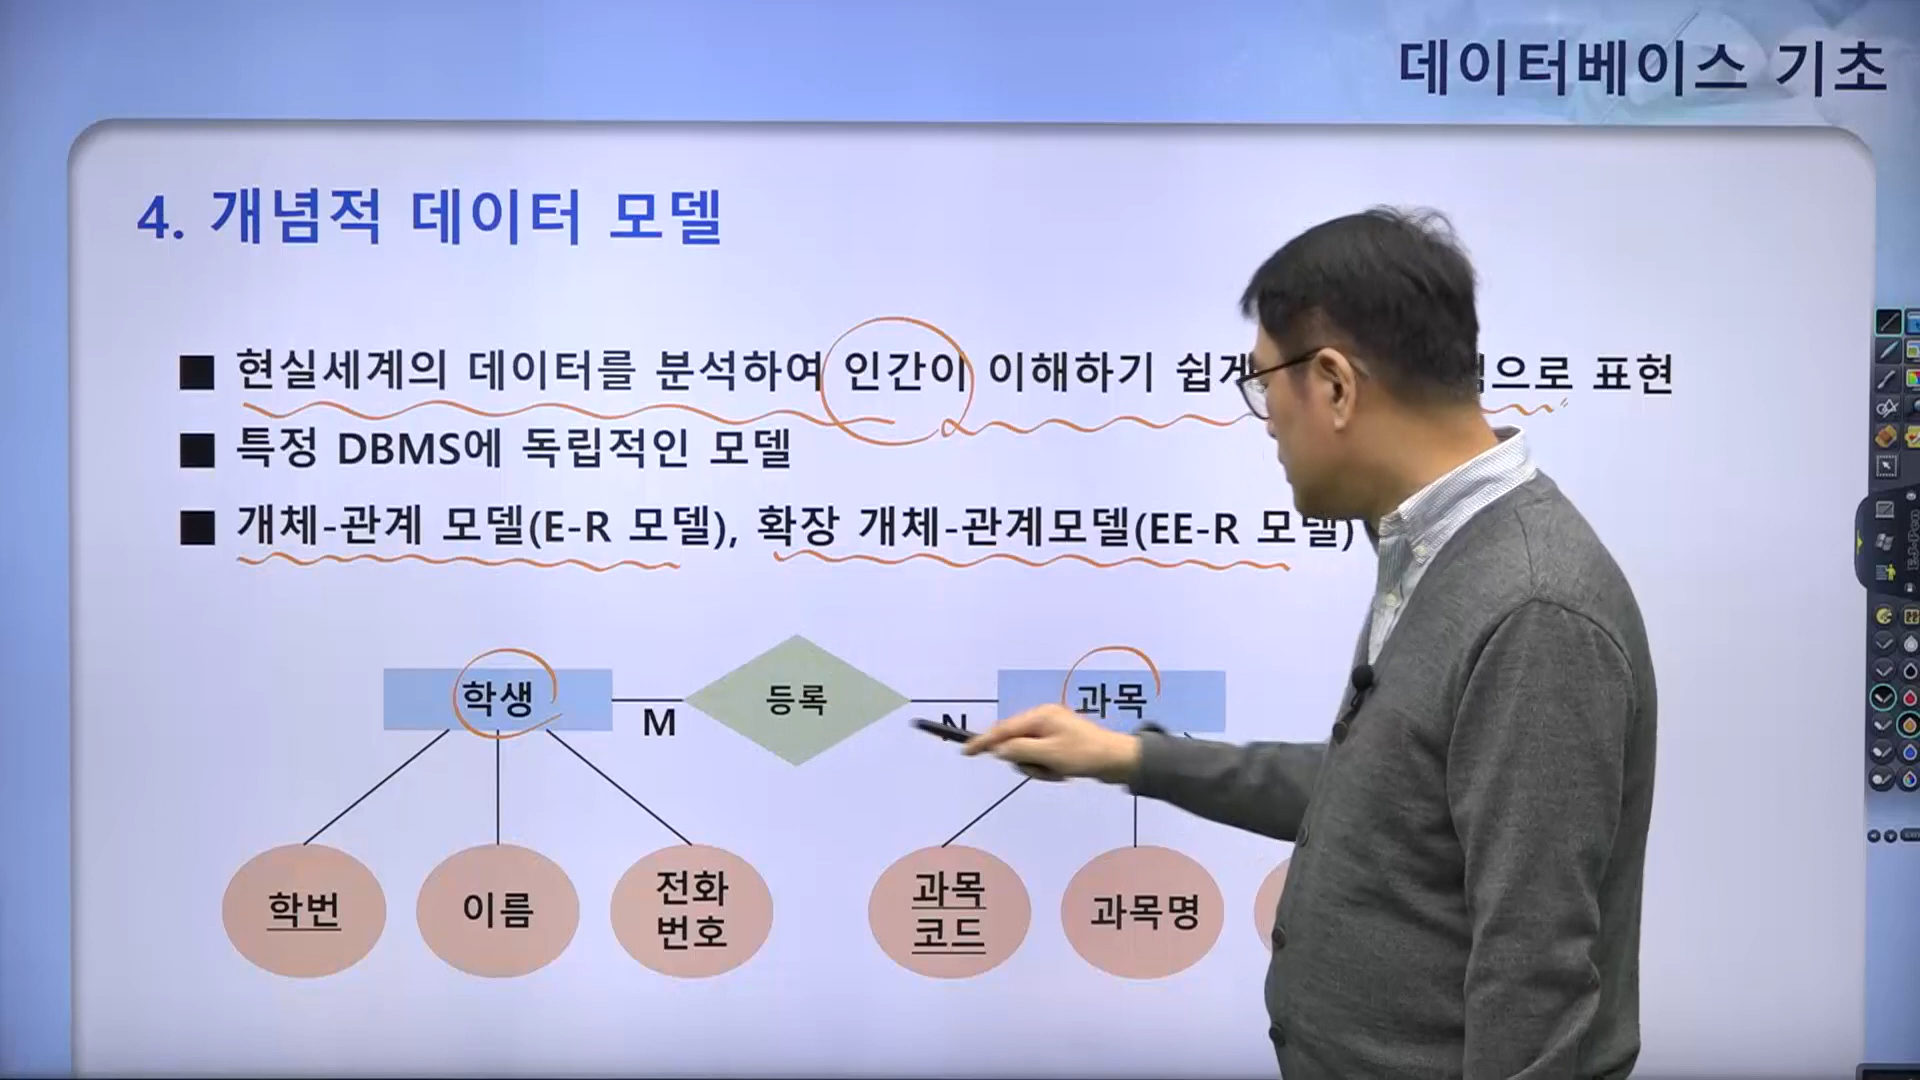 데이터베이스 기초
4. 개념적 데이터 모델
■ 현실세계의 데이터를 분석하여 인간이 이해하기 쉽게 으로 표현
■ 특정 DBMS에 독립적인 모델
■ 개체-관계 모델(E-R 모델), 확장 개체-관계모델(EE-R 모델)
학생 M 등록 N 과목
학번 이름 전화 번호 과목 코드 과목명